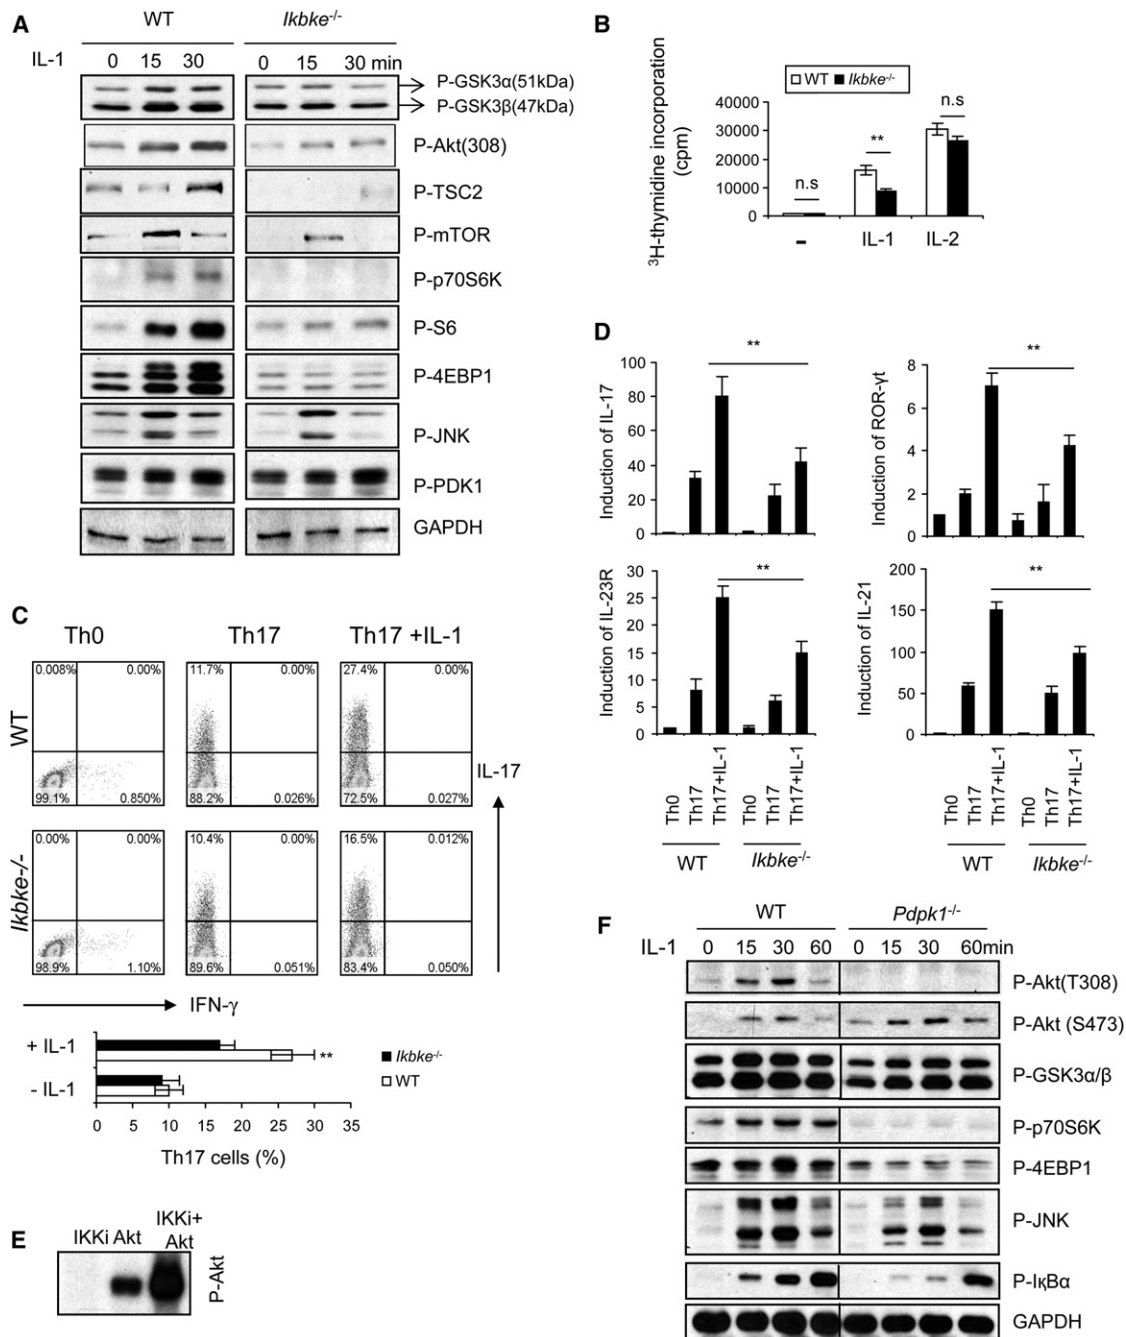 A
WT
Ikbke-/-
IL-1
0 15 30
0 15 30 min
P-GSK3α(51kDa)
P-GSK3β(47kDa)
P-Akt(308)
P-TSC2
P-mTOR
P-p70S6K
P-S6
P-4EBP1
P-JNK
P-PDK1
GAPDH
B
WT Ikbke-/-
³H-thymidine incorporation
(cpm)
40000
30000
20000
10000
0
n.s
**
n.s
-
IL-1
IL-2
C
Th0
Th17
Th17 +IL-1
WT
0.008% 0.00%
99.1% 0.850%
11.7% 0.00%
88.2% 0.026%
27.4% 0.00%
72.5% 0.027%
IL-17
Ikbke-/-
0.00% 0.00%
98.9% 1.10%
10.4% 0.00%
89.6% 0.051%
16.5% 0.012%
83.4% 0.050%
IFN-γ
+ IL-1
- IL-1
**
Ikbke-/-
WT
0 5 10 15 20 25 30 35
Th17 cells (%)
D
Induction of IL-17
100
80
60
40
20
0
**
Induction of ROR-γt
8
6
4
2
0
**
Induction of IL-23R
30
25
20
15
10
5
0
**
Induction of IL-21
200
150
100
50
0
**
Th0
Th17
Th17+IL-1
Th0
Th17
Th17+IL-1
WT
Ikbke-/-
Th0
Th17
Th17+IL-1
Th0
Th17
Th17+IL-1
WT
Ikbke-/-
E
IKKi Akt
IKKi+
Akt
P-Akt
F
WT
Pdpk1-/-
IL-1
0 15 30 60 0 15 30 60min
P-Akt(T308)
P-Akt (S473)
P-GSK3α/β
P-p70S6K
P-4EBP1
P-JNK
P-IκBα
GAPDH